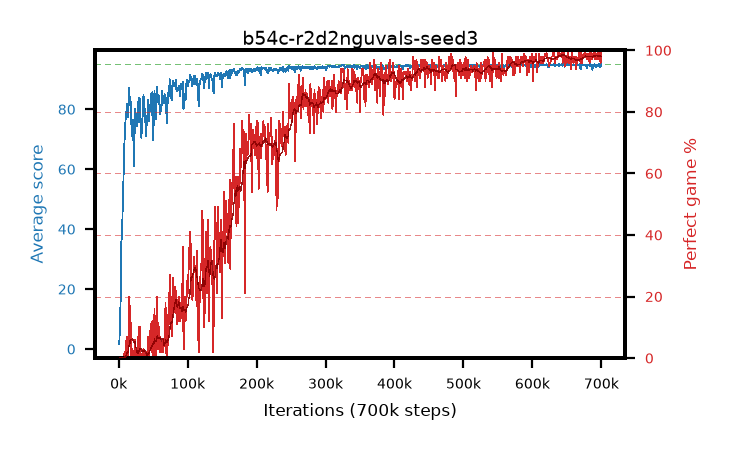 b54c-r2d2nguvals-seed3
100
80
80
60
60
40
40
20
20
0
0
Average score
Perfect game %
0k 100k 200k 300k 400k 500k 600k 700k
Iterations (700k steps)